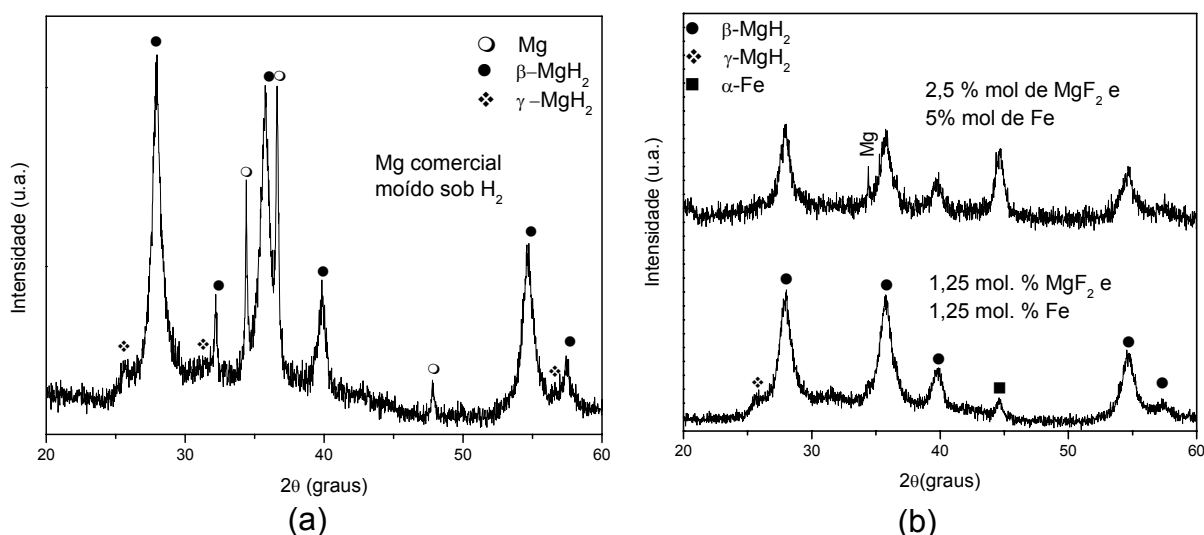 Mg
β–MgH₂
γ –MgH₂
Mg comercial
moído sob H₂
Intensidade (u.a.)
20 30 40 50 60
2θ (graus)
(a)
β-MgH₂
γ-MgH₂
α-Fe
2,5 % mol de MgF₂ e
5% mol de Fe
Mg
1,25 mol. % MgF₂ e
1,25 mol. % Fe
Intensidade (u.a.)
20 30 40 50 60
2θ(graus)
(b)